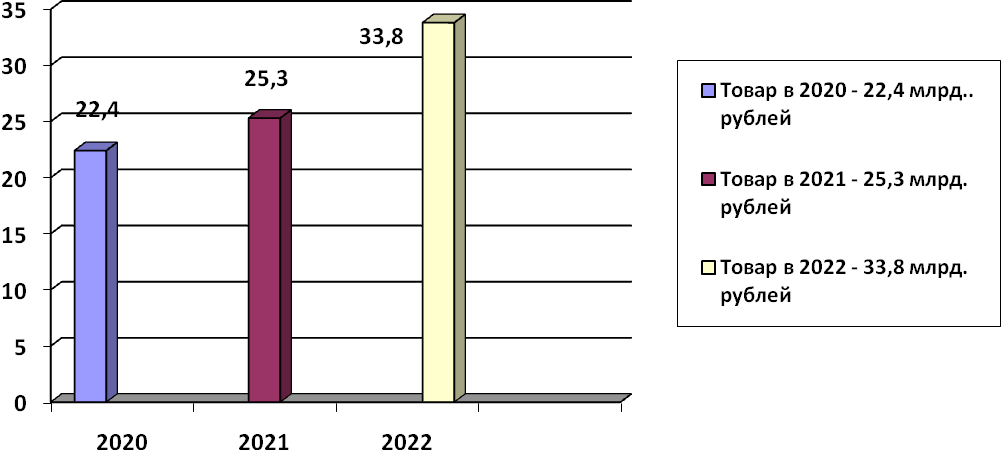 35
30
25
20
15
10
5
0
22,4
25,3
33,8
2020
2021
2022
Товар в 2020 - 22,4 млрд..
рублей
Товар в 2021 - 25,3 млрд.
рублей
Товар в 2022 - 33,8 млрд.
рублей